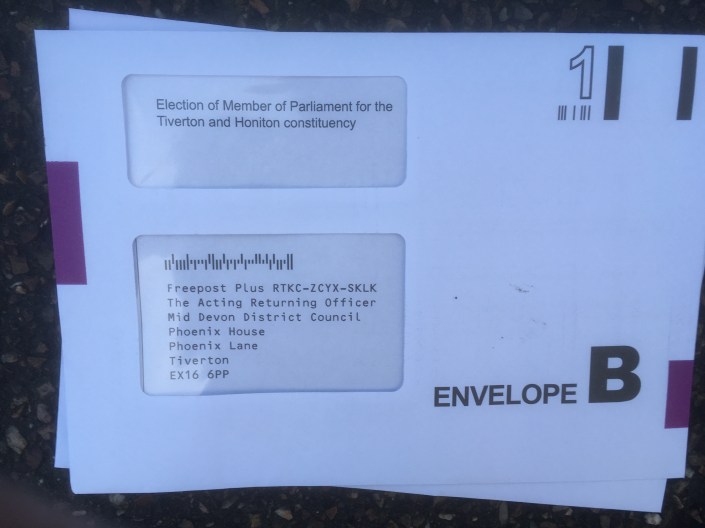 1
Election of Member of Parliament for the
Tiverton and Honiton constituency
Freepost Plus RTKC-ZCYX-SKLK
The Acting Returning Officer
Mid Devon District Council
Phoenix House
Phoenix Lane
Tiverton
EX16 6PP
ENVELOPE B